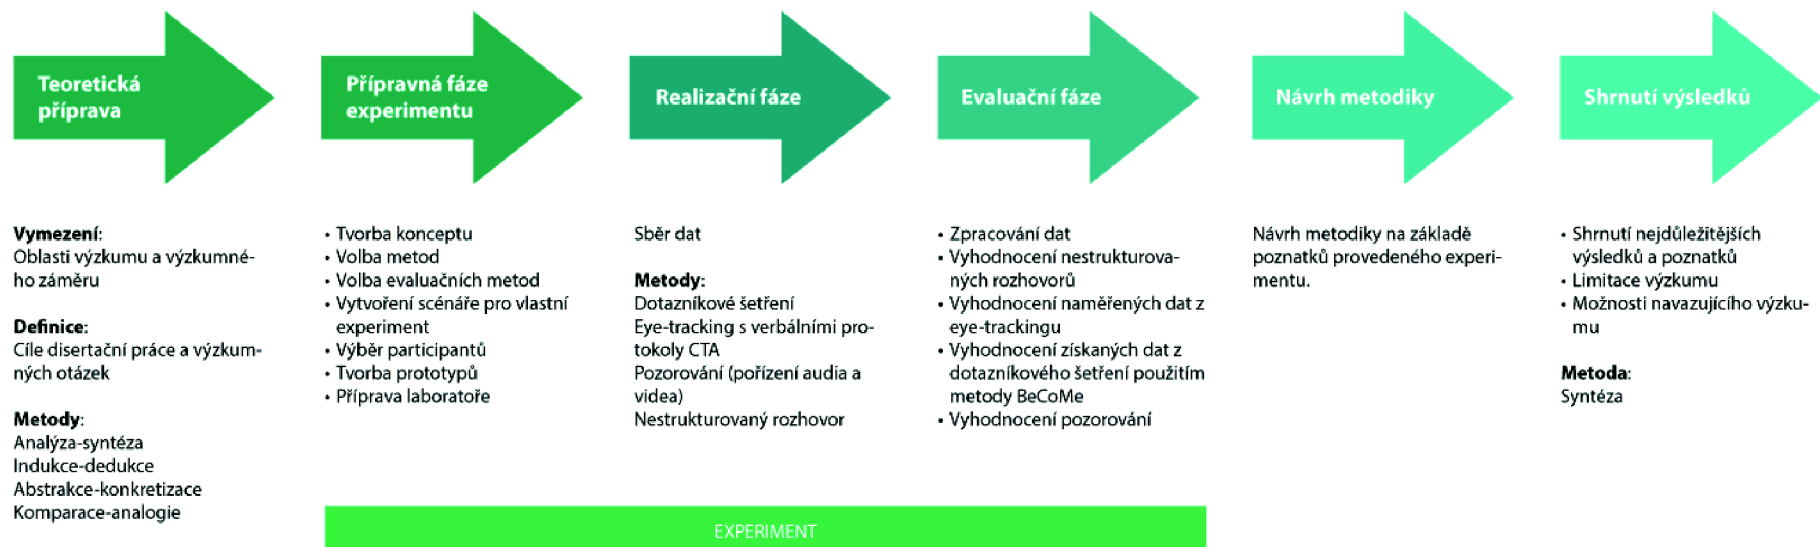 Teoretická
příprava
Přípravná fáze
experimentu
Realizační fáze
Evaluační fáze
Návrh metodiky
Shrnutí výsledků
Vymezení:
Oblasti výzkumu a výzkumné-
ho záměru
Definice:
Cíle disertační práce a výzkum-
ných otázek
Metody:
Analýza-syntéza
Indukce-dedukce
Abstrakce-konkretizace
Komparace-analogie
• Tvorba konceptu
• Volba metod
• Volba evaluačních metod
• Vytvoření scénáře pro vlastní
experiment
• Výběr participantů
• Tvorba prototypů
• Příprava laboratoře
Sběr dat
Metody:
Dotazníkové šetření
Eye-tracking s verbálními pro-
tokoly CTA
Pozorování (pořízení audia a
videa)
Nestrukturovaný rozhovor
• Zpracování dat
• Vyhodnocení nestrukturova-
ných rozhovorů
• Vyhodnocení naměřených dat z
eye-trackingu
• Vyhodnocení získaných dat z
dotazníkového šetření použitím
metody BeCoMe
• Vyhodnocení pozorování
Návrh metodiky na základě
poznatků provedeného experi-
mentu.
• Shrnutí nejdůležitějších
výsledků a poznatků
• Limitace výzkumu
• Možnosti navazujícího výzku-
mu
Metoda:
Syntéza
EXPERIMENT